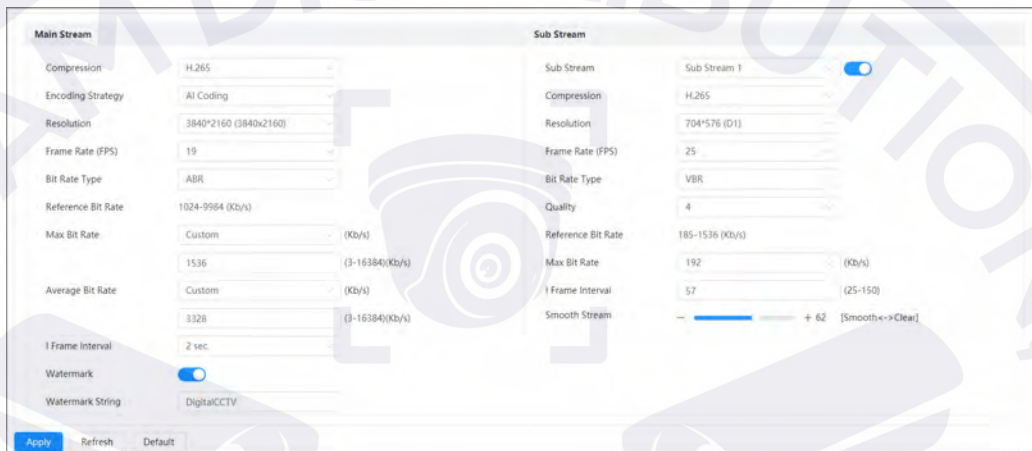 Main Stream
Compression H.265
Encoding Strategy AI Coding
Resolution 3840*2160 (3840x2160)
Frame Rate (FPS) 19
Bit Rate Type ABR
Reference Bit Rate 1024-9984 (Kb/s)
Max Bit Rate Custom (Kb/s)
1536 (3-16384)(Kb/s)
Average Bit Rate Custom (Kb/s)
3328 (3-16384)(Kb/s)
I Frame Interval 2 sec.
Watermark
Watermark String DigitalCCTV
Sub Stream
Sub Stream Sub Stream 1
Compression H.265
Resolution 704*576 (D1)
Frame Rate (FPS) 25
Bit Rate Type VBR
Quality 4
Reference Bit Rate 185-1536 (Kb/s)
Max Bit Rate 192 (Kb/s)
I Frame Interval 57 (25-150)
Smooth Stream − + 62 [Smooth<->Clear]
Apply Refresh Default